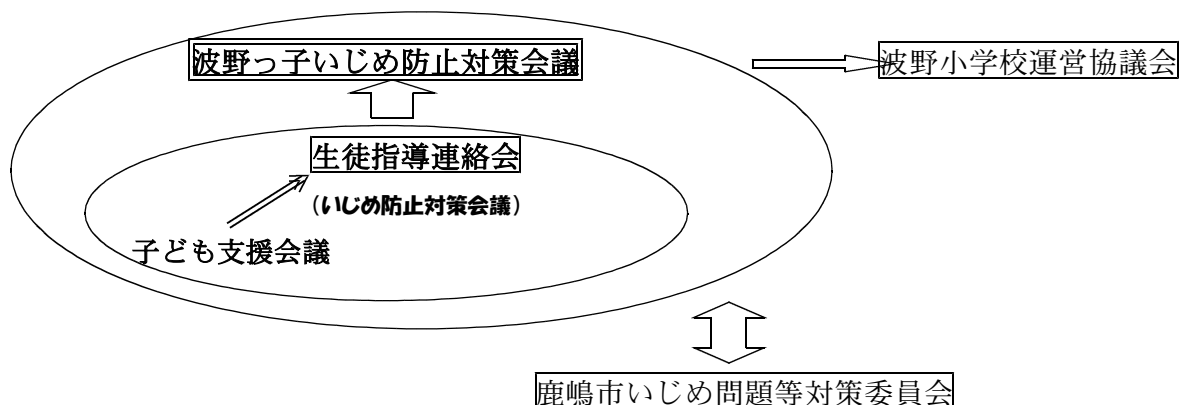 波野っ子いじめ防止対策会議
波野小学校運営協議会
生徒指導連絡会
（いじめ防止対策会議）
子ども支援会議
鹿嶋市いじめ問題等対策委員会